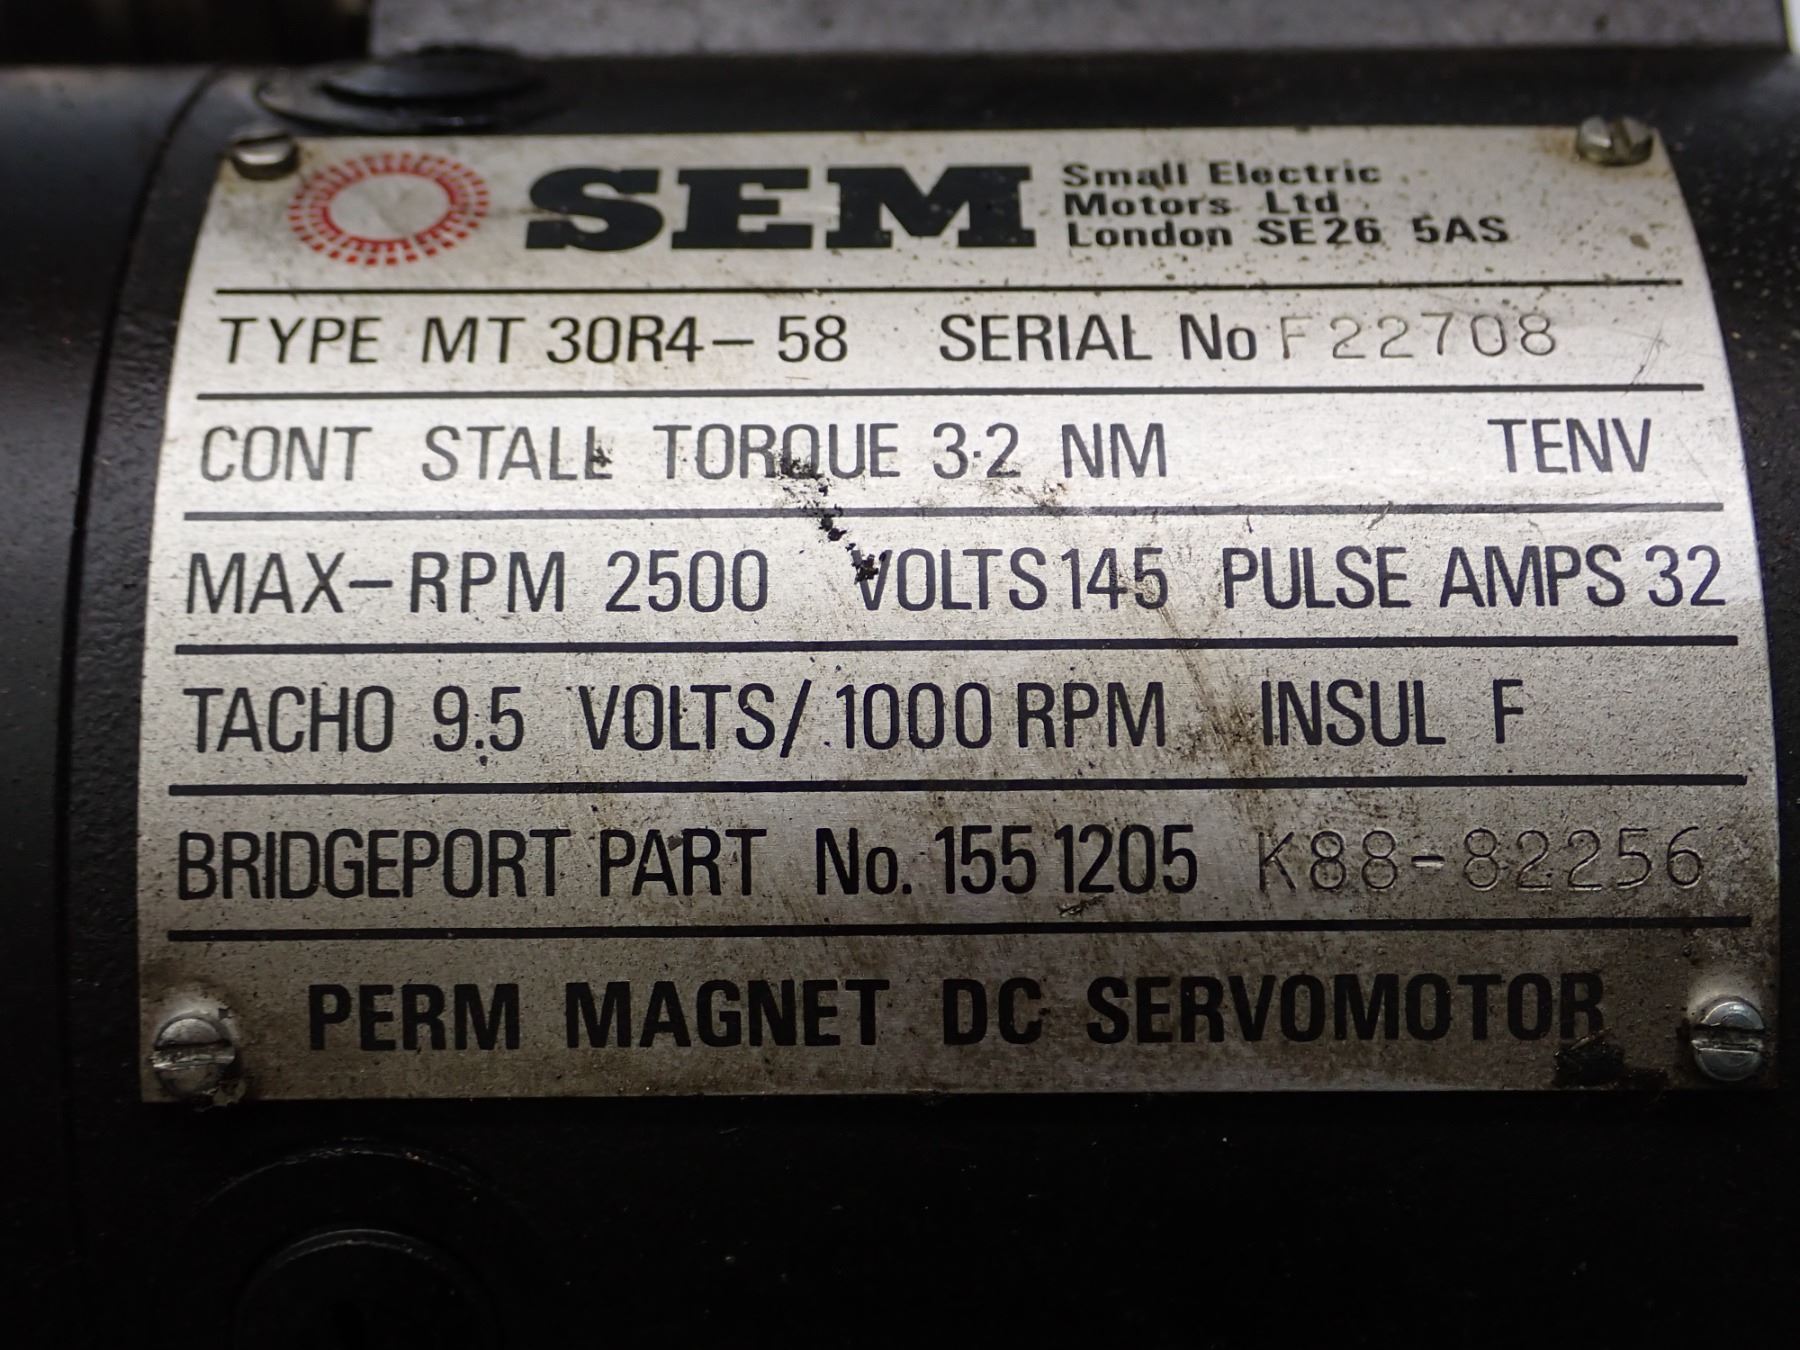 SEM
Small Electric
Motors Ltd
London SE26 5AS
TYPE MT 30R4-58 SERIAL No F22708
CONT STALL TORQUE 3·2 NM TENV
MAX-RPM 2500 VOLTS 145 PULSE AMPS 32
TACHO 9.5 VOLTS/1000 RPM INSUL F
BRIDGEPORT PART No. 155 1205 K88-82256
PERM MAGNET DC SERVOMOTOR